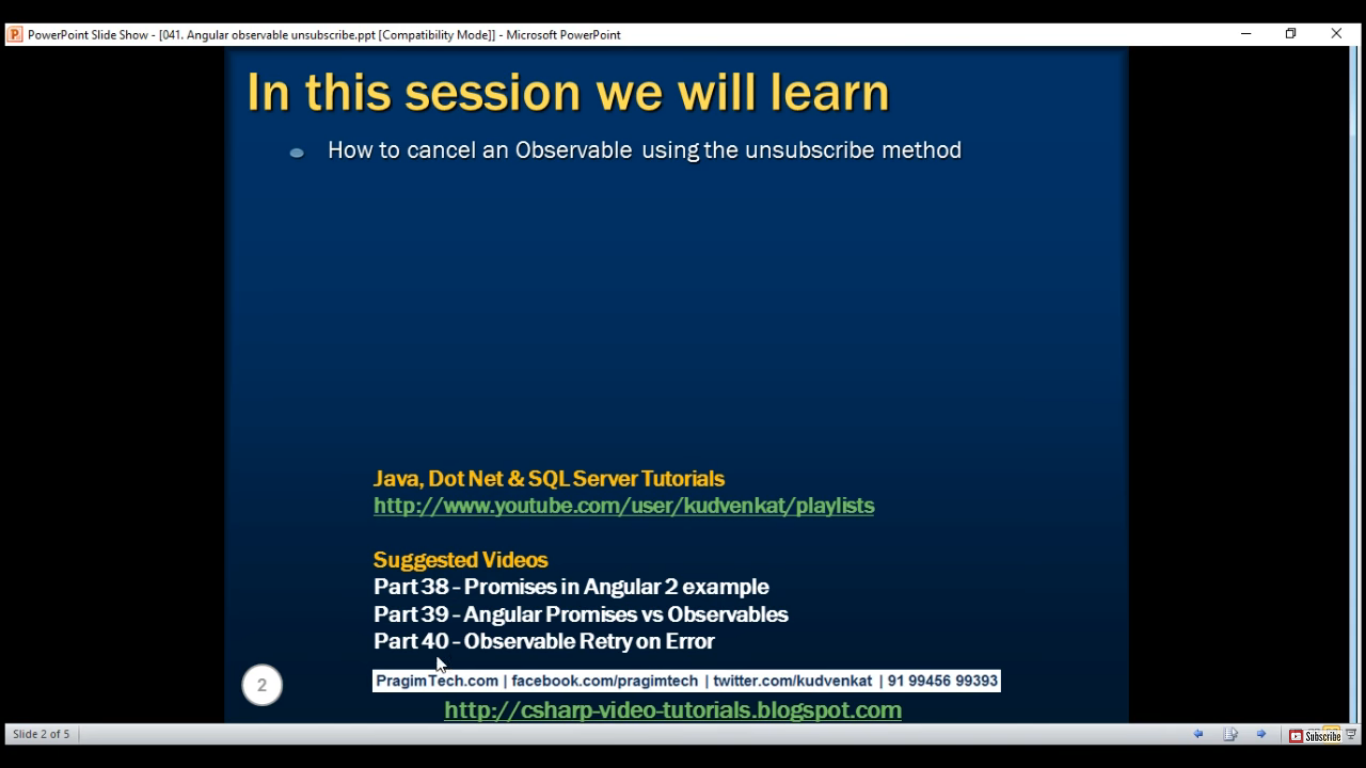 PowerPoint Slide Show - [041. Angular observable unsubscribe.ppt [Compatibility Mode]] - Microsoft PowerPoint
In this session we will learn
How to cancel an Observable using the unsubscribe method
Java, Dot Net & SQL Server Tutorials
http://www.youtube.com/user/kudvenkat/playlists
Suggested Videos
Part 38 - Promises in Angular 2 example
Part 39 - Angular Promises vs Observables
Part 40 - Observable Retry on Error
2
PragimTech.com | facebook.com/pragimtech | twitter.com/kudvenkat | 91 99456 99393
http://csharp-video-tutorials.blogspot.com
Slide 2 of 5
Subscribe